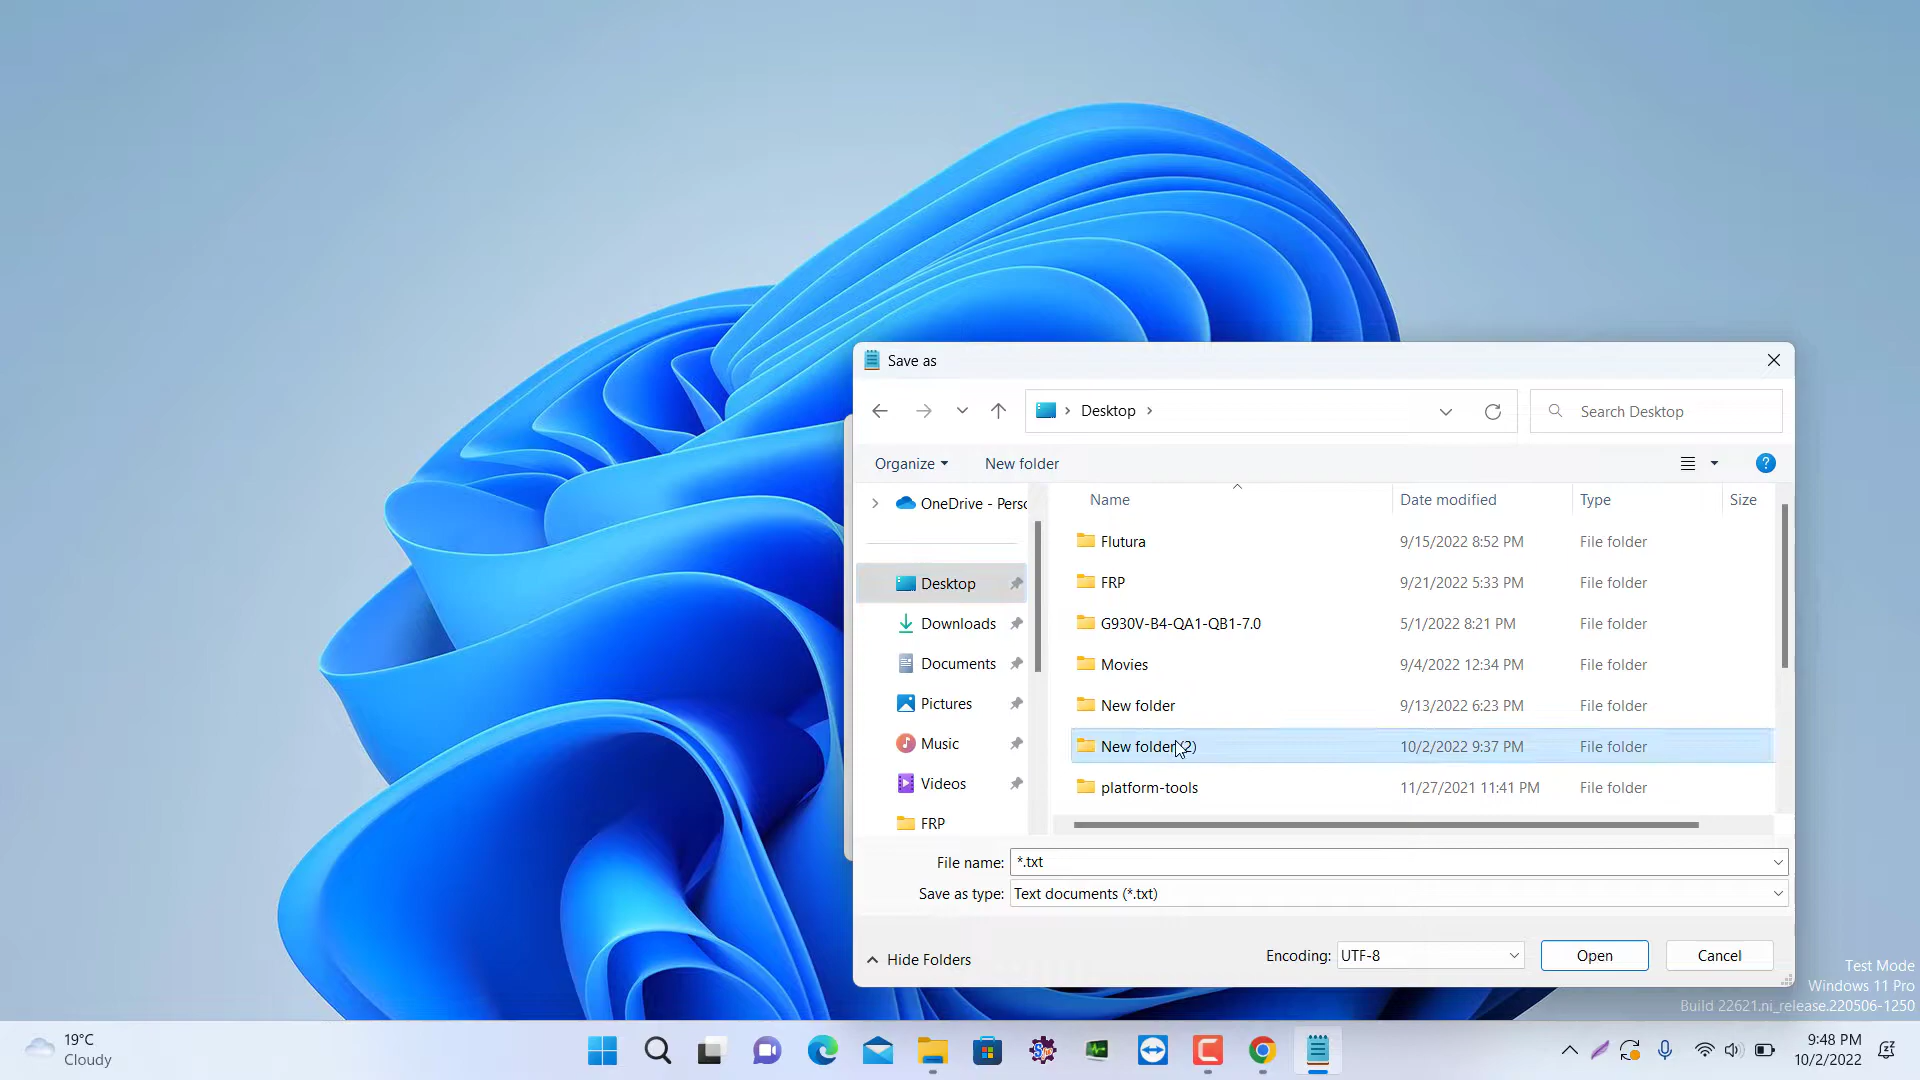 Save as
Desktop
Search Desktop
Organize
New folder
OneDrive - Perso
Desktop
Downloads
Documents
Pictures
Music
Videos
FRP
Name Date modified Type Size
Flutura 9/15/2022 8:52 PM File folder
FRP 9/21/2022 5:33 PM File folder
G930V-B4-QA1-QB1-7.0 5/1/2022 8:21 PM File folder
Movies 9/4/2022 12:34 PM File folder
New folder 9/13/2022 6:23 PM File folder
New folder (2) 10/2/2022 9:37 PM File folder
platform-tools 11/27/2021 11:41 PM File folder
File name: *.txt
Save as type: Text documents (*.txt)
Hide Folders
Encoding: UTF-8
Open
Cancel
Test Mode
Windows 11 Pro
Build 22621.ni_release.220506-1250
19°C
Cloudy
9:48 PM
10/2/2022